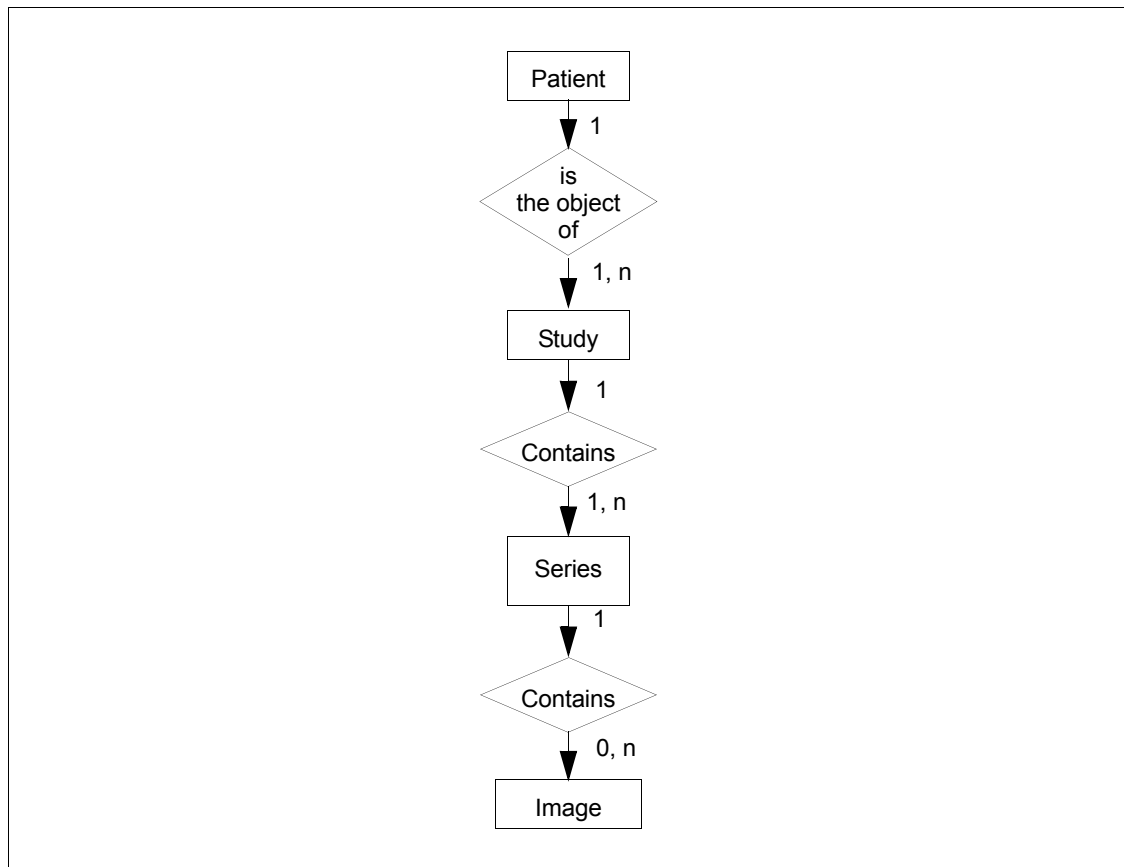 Patient
1
is
the object
of
1, n
Study
1
Contains
1, n
Series
1
Contains
0, n
Image